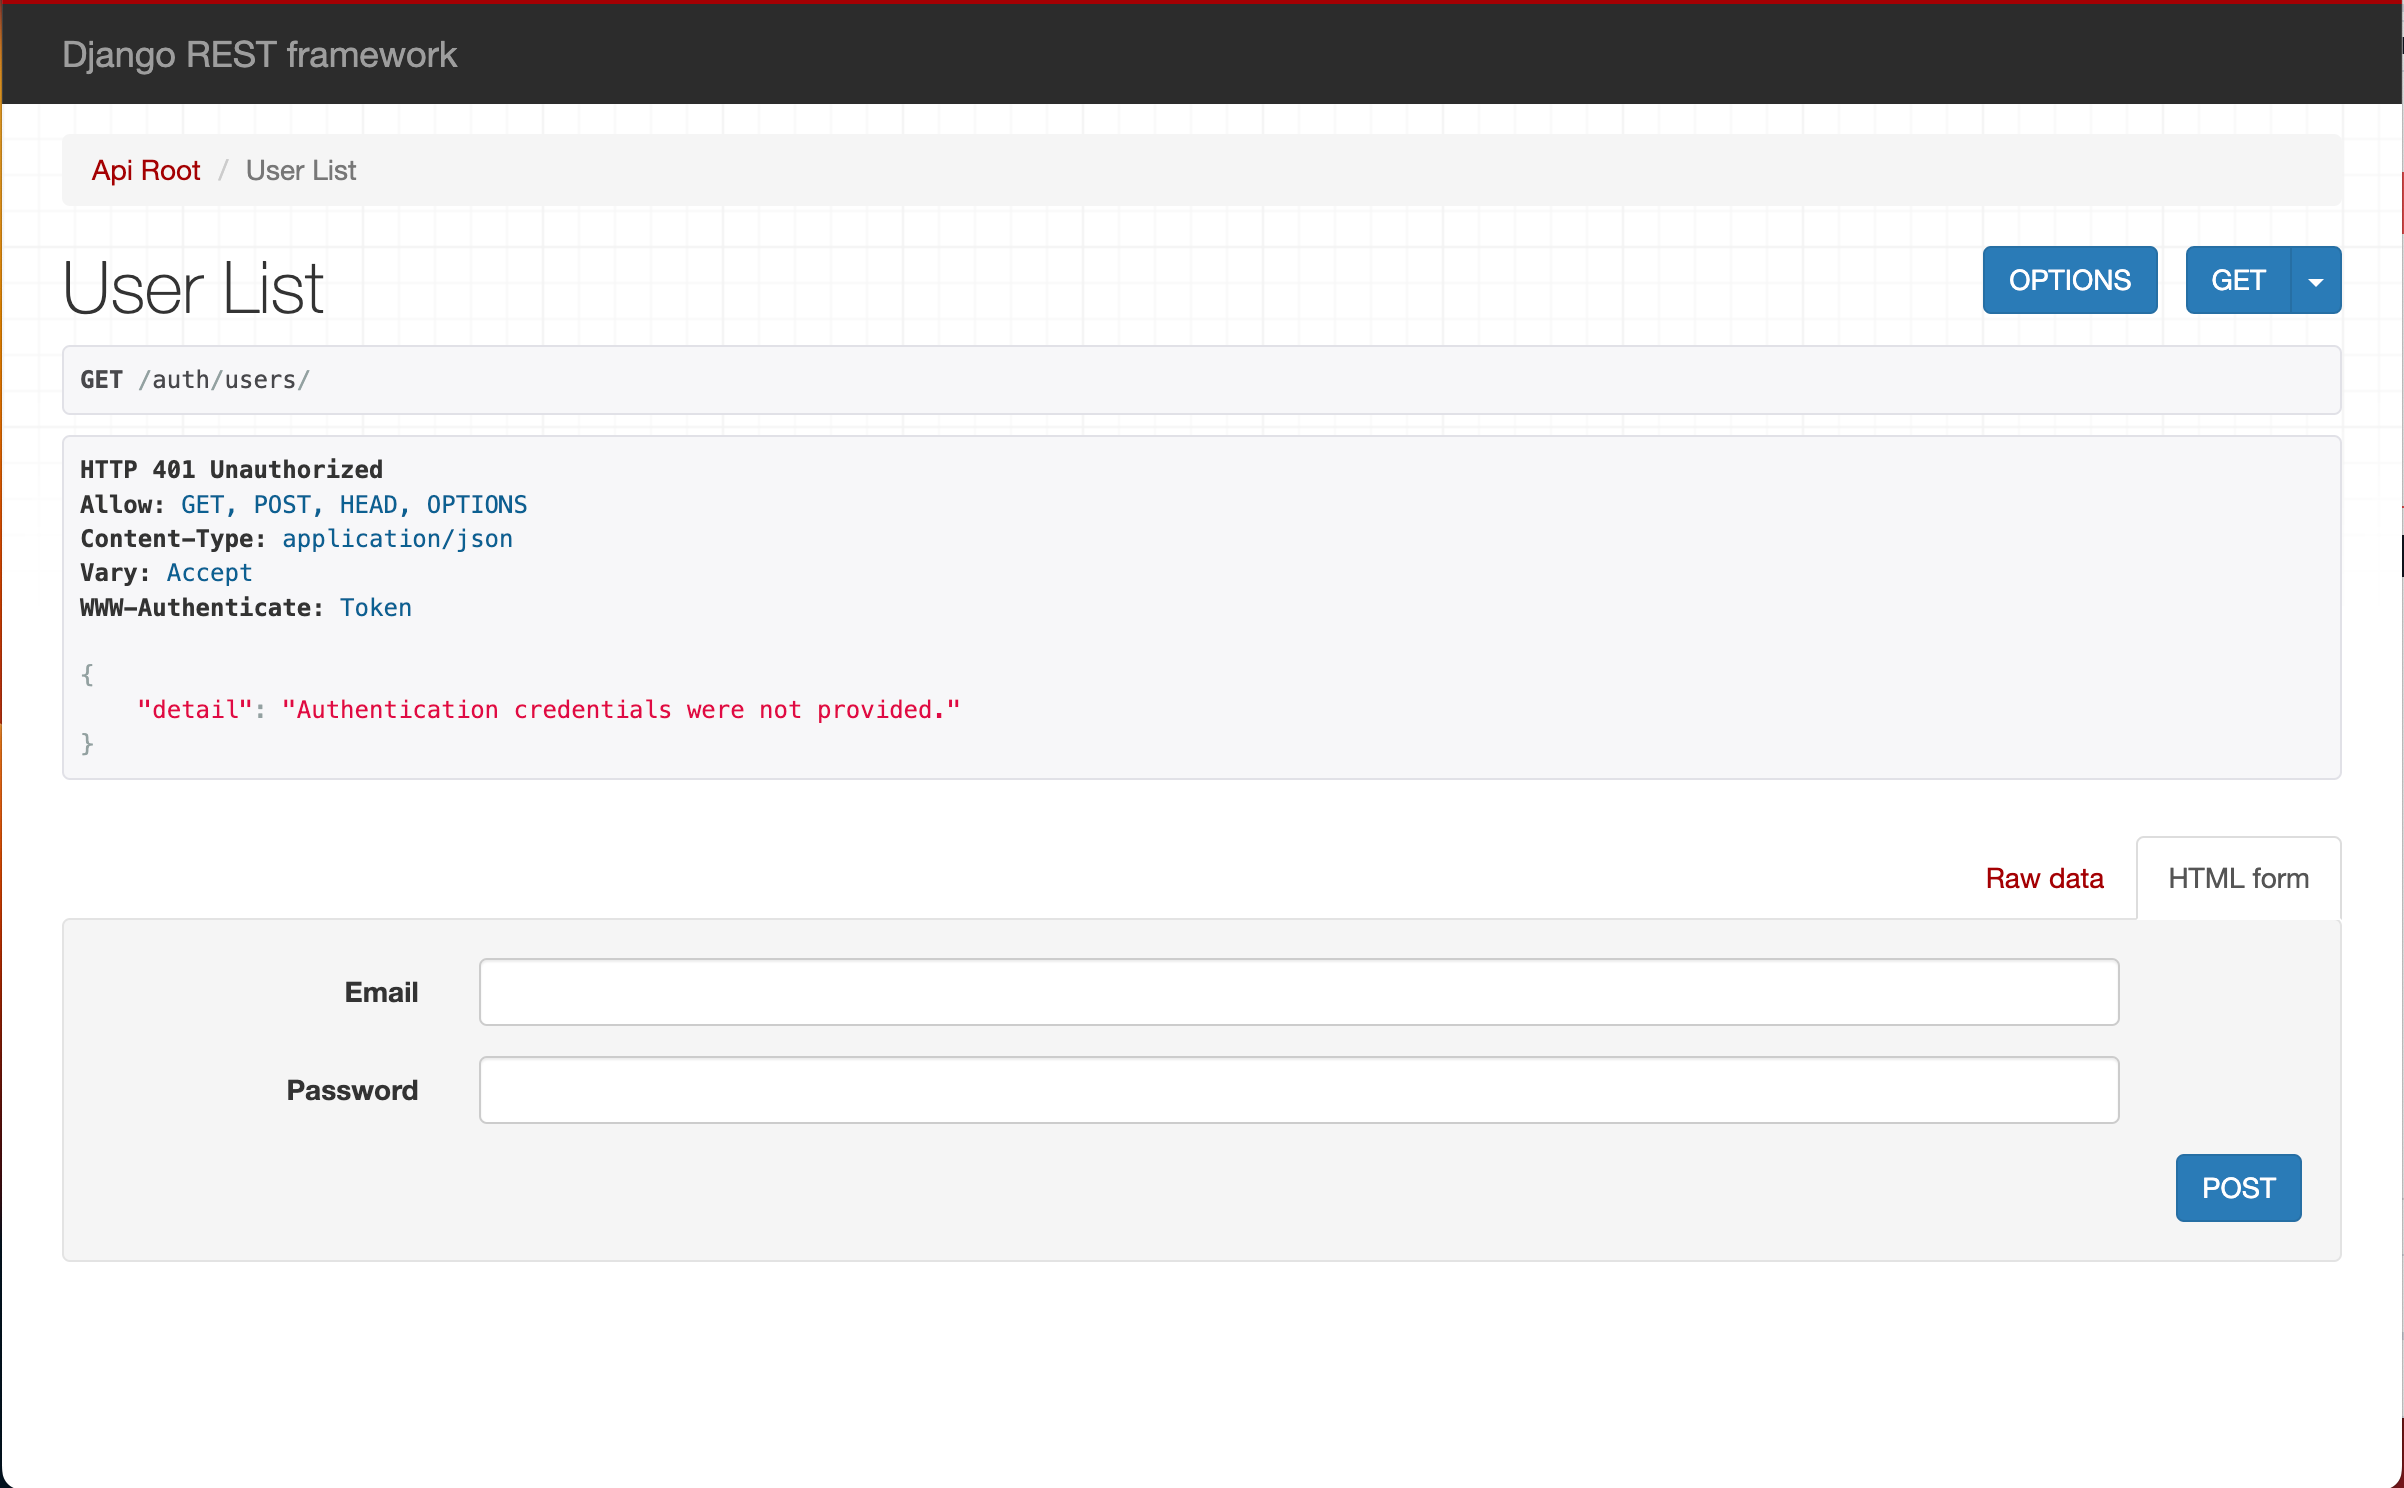 Django REST framework
Api Root / User List
User List
OPTIONS GET
GET /auth/users/
HTTP 401 Unauthorized
Allow: GET, POST, HEAD, OPTIONS
Content-Type: application/json
Vary: Accept
WWW-Authenticate: Token
{
    "detail": "Authentication credentials were not provided."
}
Raw data HTML form
Email
Password
POST